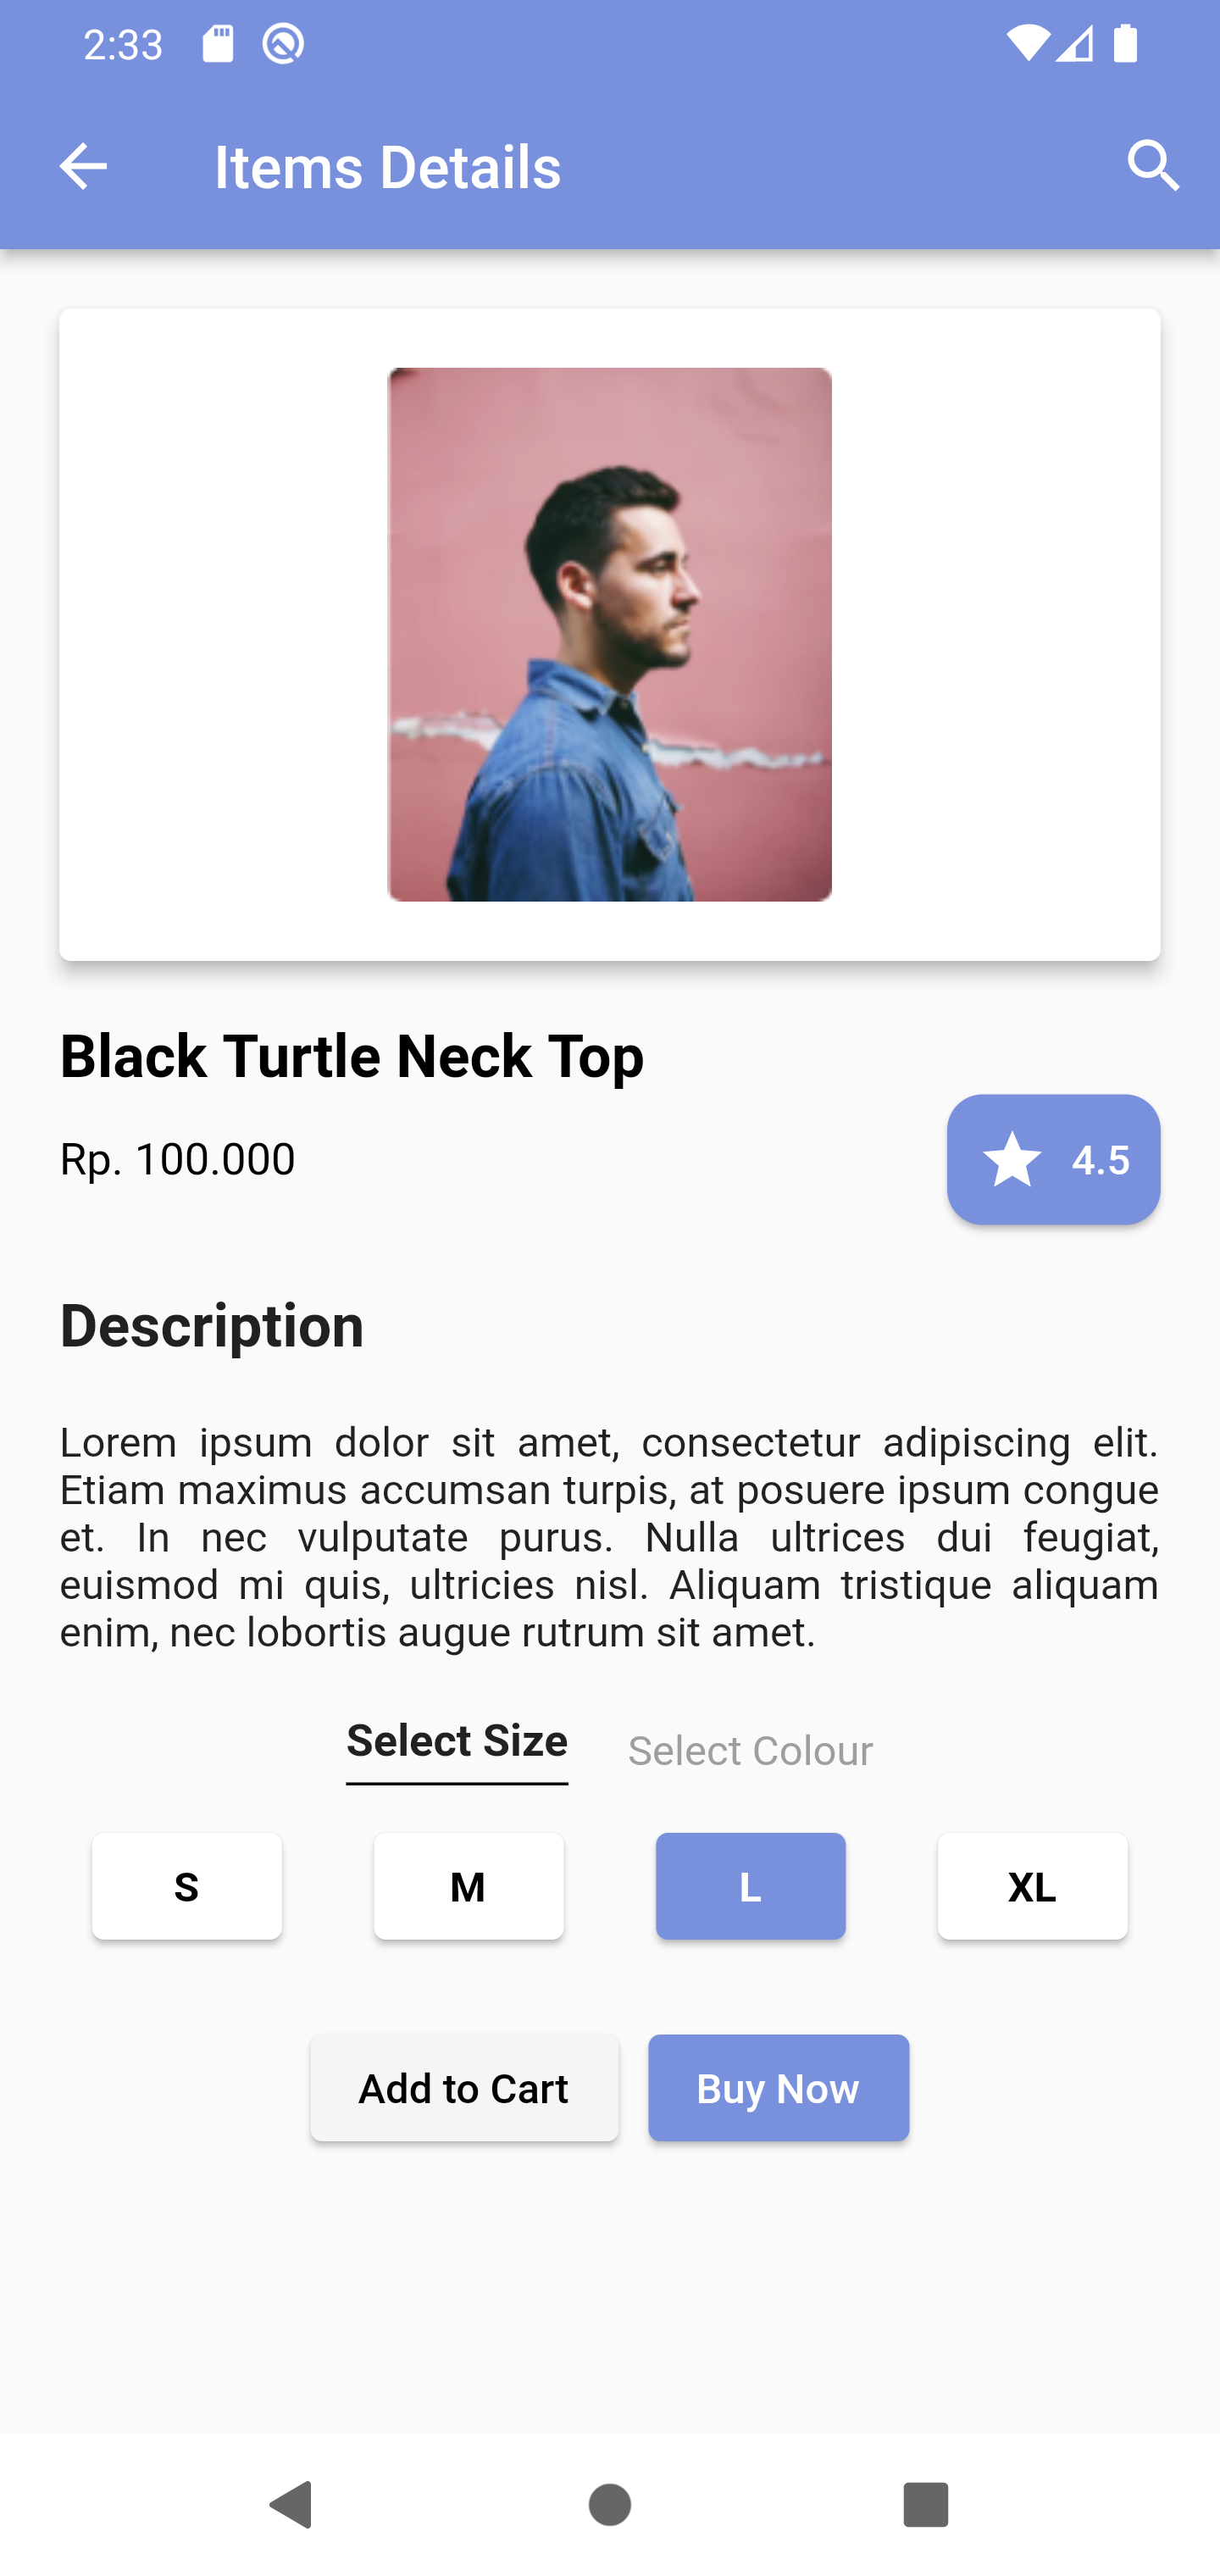 2:33
Items Details
Black Turtle Neck Top
Rp. 100.000
4.5
Description
Lorem ipsum dolor sit amet, consectetur adipiscing elit.
Etiam maximus accumsan turpis, at posuere ipsum congue
et. In nec vulputate purus. Nulla ultrices dui feugiat,
euismod mi quis, ultricies nisl. Aliquam tristique aliquam
enim, nec lobortis augue rutrum sit amet.
Select Size Select Colour
S M L XL
Add to Cart Buy Now